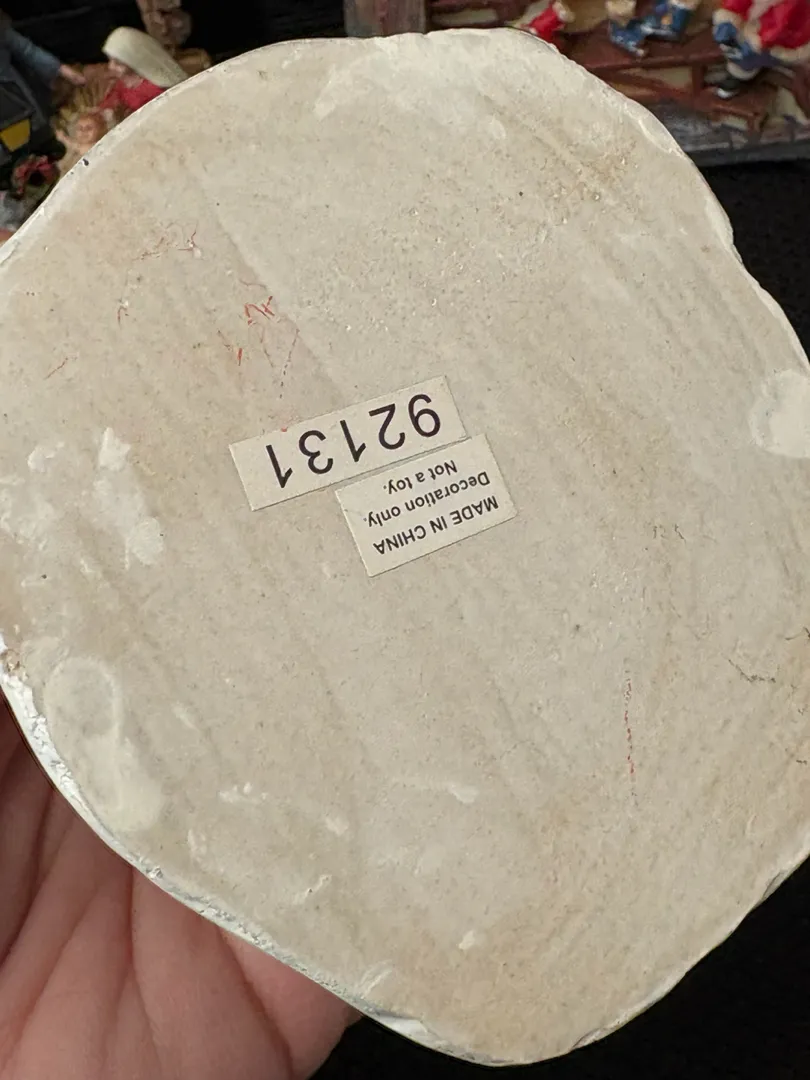 92131
MADE IN CHINA
Decoration only.
Not a toy.